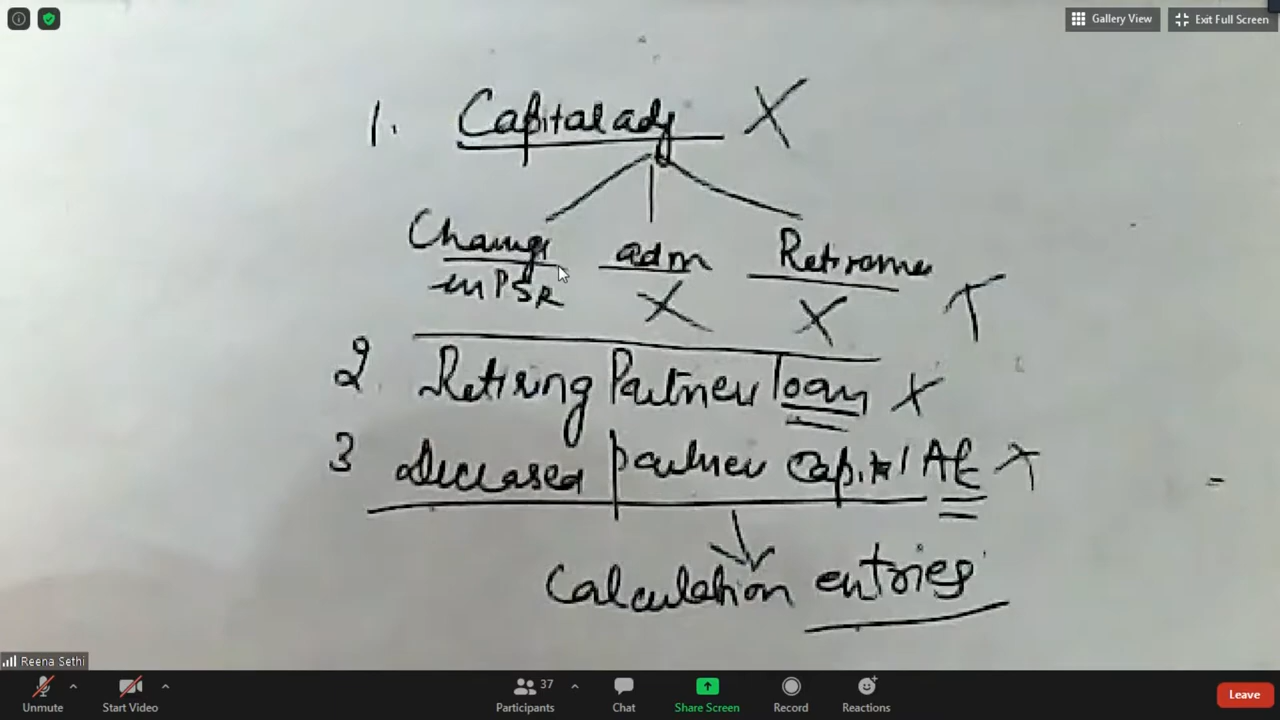 Gallery View
Exit Full Screen
1. Capital adj X
Change adm Retireme
in PSR X X X
2. Retiring Partner loan X
3 Deceased partner Capital A/c X
Calculation entries
Reena Sethi
37
Unmute Start Video Participants Chat Share Screen Record Reactions Leave